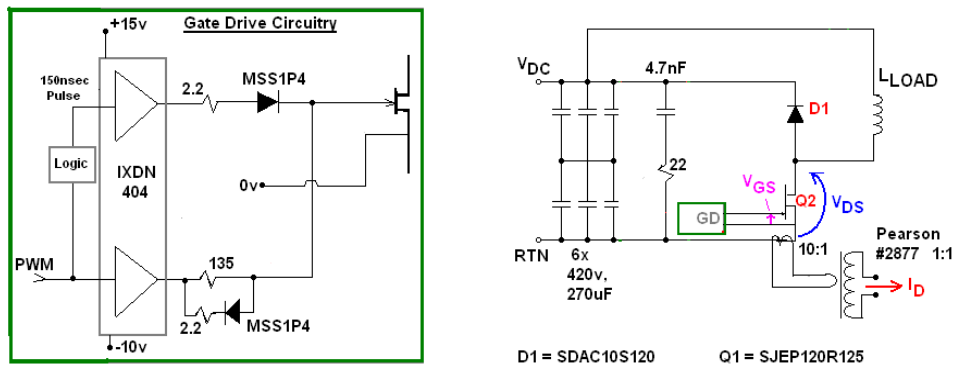 Gate Drive Circuitry
+15v
150nsec
Pulse
2.2
MSS1P4
Logic
IXDN
404
0v
PWM
135
2.2
MSS1P4
-10v
VDC
4.7nF
LLOAD
D1
22
VGS
Q2
VDS
GD
RTN
6x
420v,
270uF
10:1
Pearson
#2877 1:1
ID
D1 = SDAC10S120
Q1 = SJEP120R125